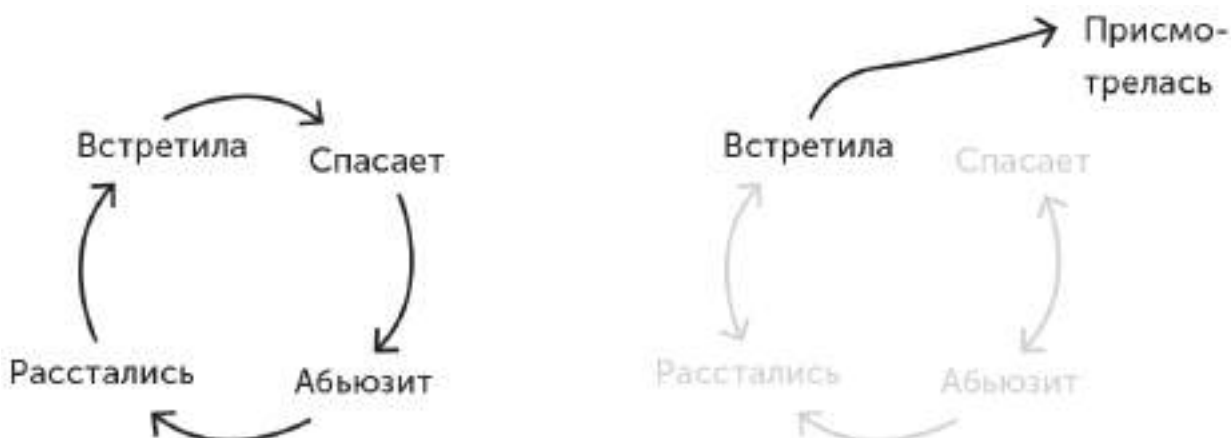 Присмо-
трелась
Встретила
Спасает
Расстались
Абьюзит
Встретила
Спасает
Расстались
Абьюзит